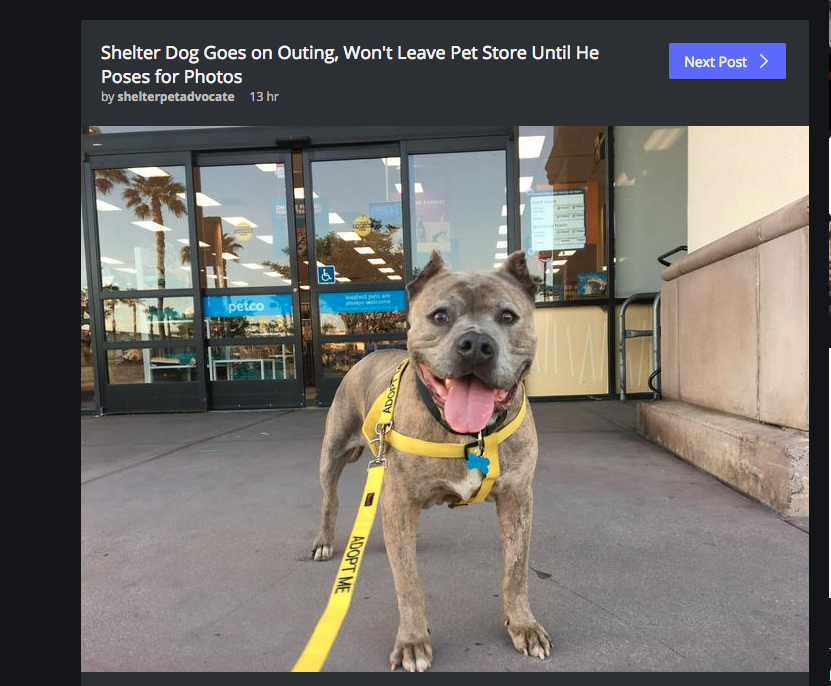 Shelter Dog Goes on Outing, Won't Leave Pet Store Until He
Poses for Photos
Next Post
by shelterpetadvocate 13 hr
petco
leashed pets are
always welcome
ADOPT
ADOPT ME